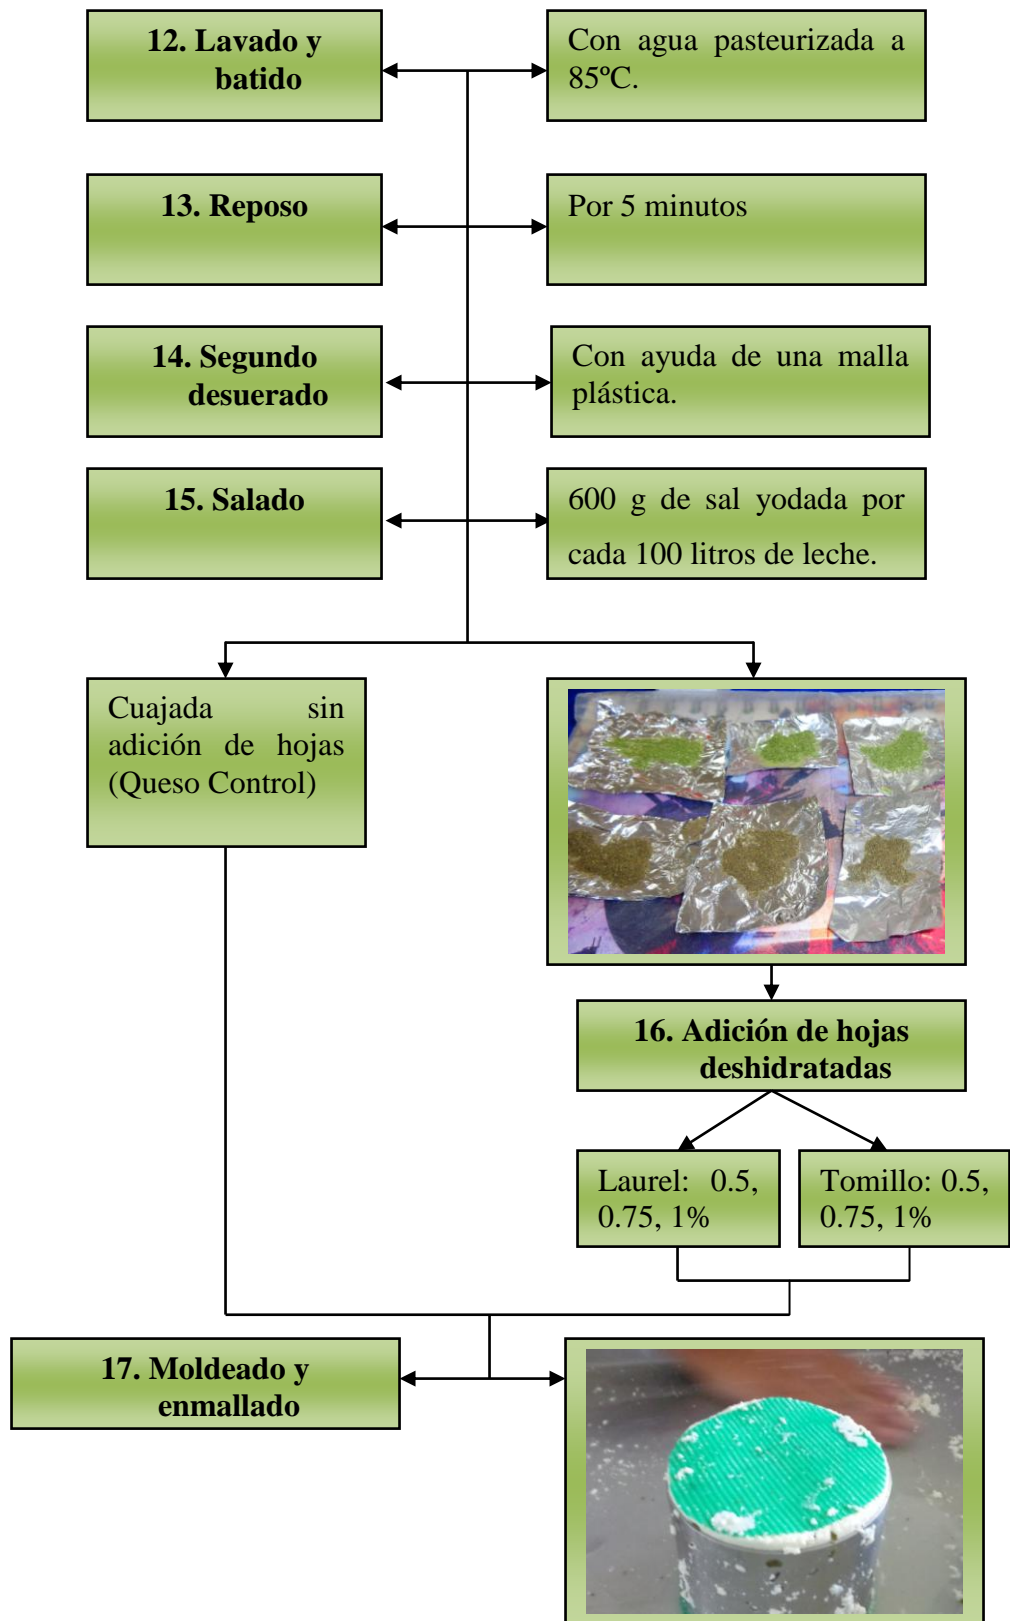 12. Lavado y
batido
Con agua pasteurizada a
85ºC.
13. Reposo
Por 5 minutos
14. Segundo
desuerado
Con ayuda de una malla
plástica.
15. Salado
600 g de sal yodada por
cada 100 litros de leche.
Cuajada sin
adición de hojas
(Queso Control)
16. Adición de hojas
deshidratadas
Laurel: 0.5,
0.75, 1%
Tomillo: 0.5,
0.75, 1%
17. Moldeado y
enmallado